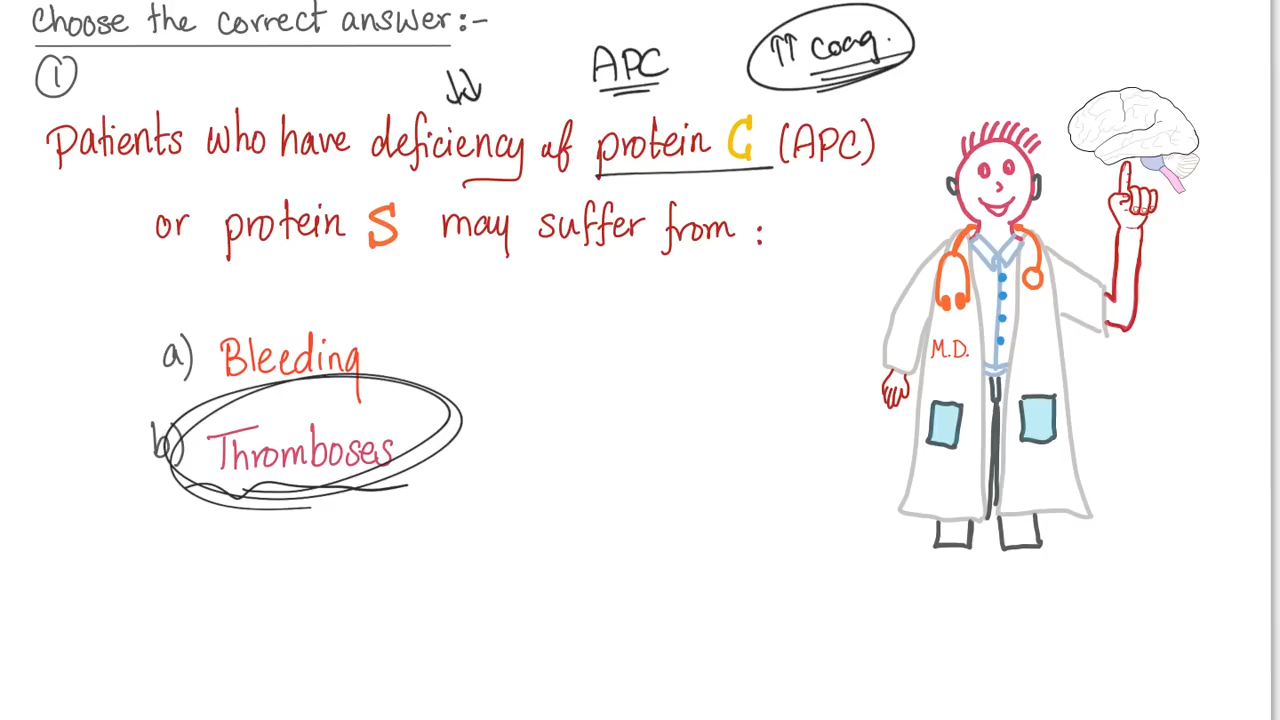 Choose the correct answer:-
①
↓↓ APC ↑↑ coag.
Patients who have deficiency of protein C (APC)
or protein S may suffer from :
a) Bleeding
b) Thromboses
M.D.